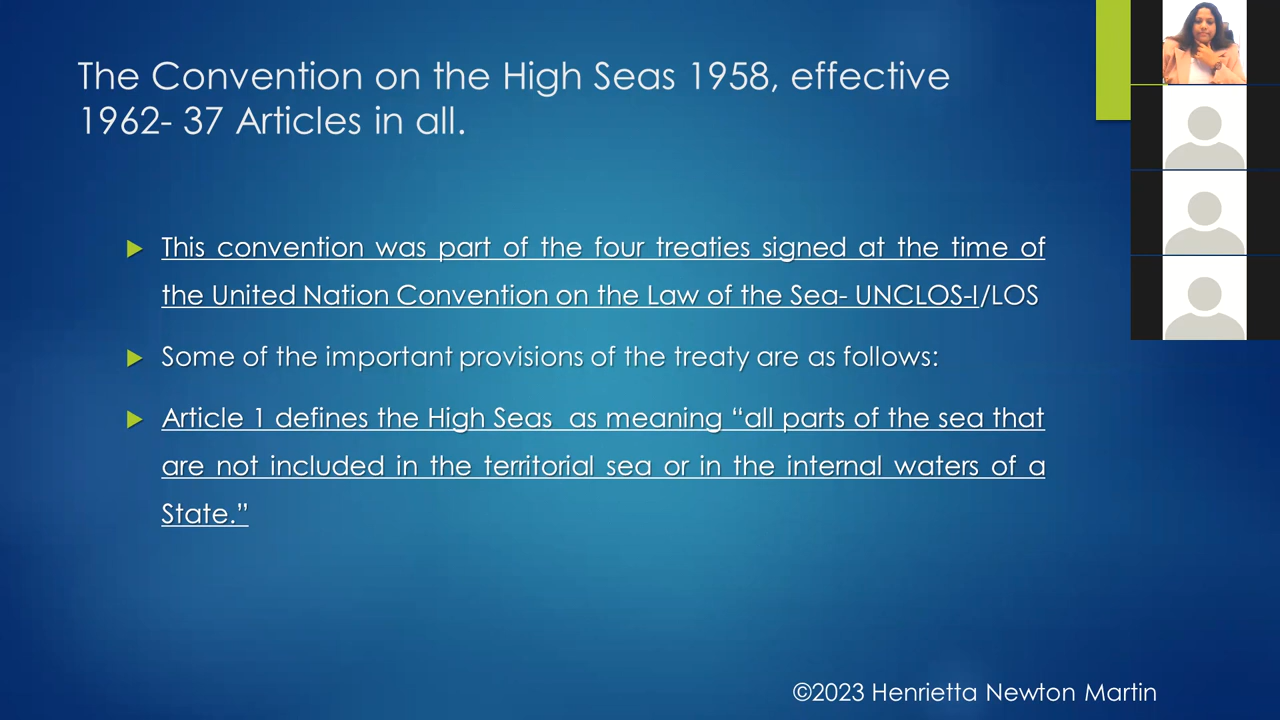 The Convention on the High Seas 1958, effective
1962- 37 Articles in all.
This convention was part of the four treaties signed at the time of
the United Nation Convention on the Law of the Sea- UNCLOS-I/LOS
Some of the important provisions of the treaty are as follows:
Article 1 defines the High Seas  as meaning “all parts of the sea that
are not included in the territorial sea or in the internal waters of a
State.”
©2023 Henrietta Newton Martin